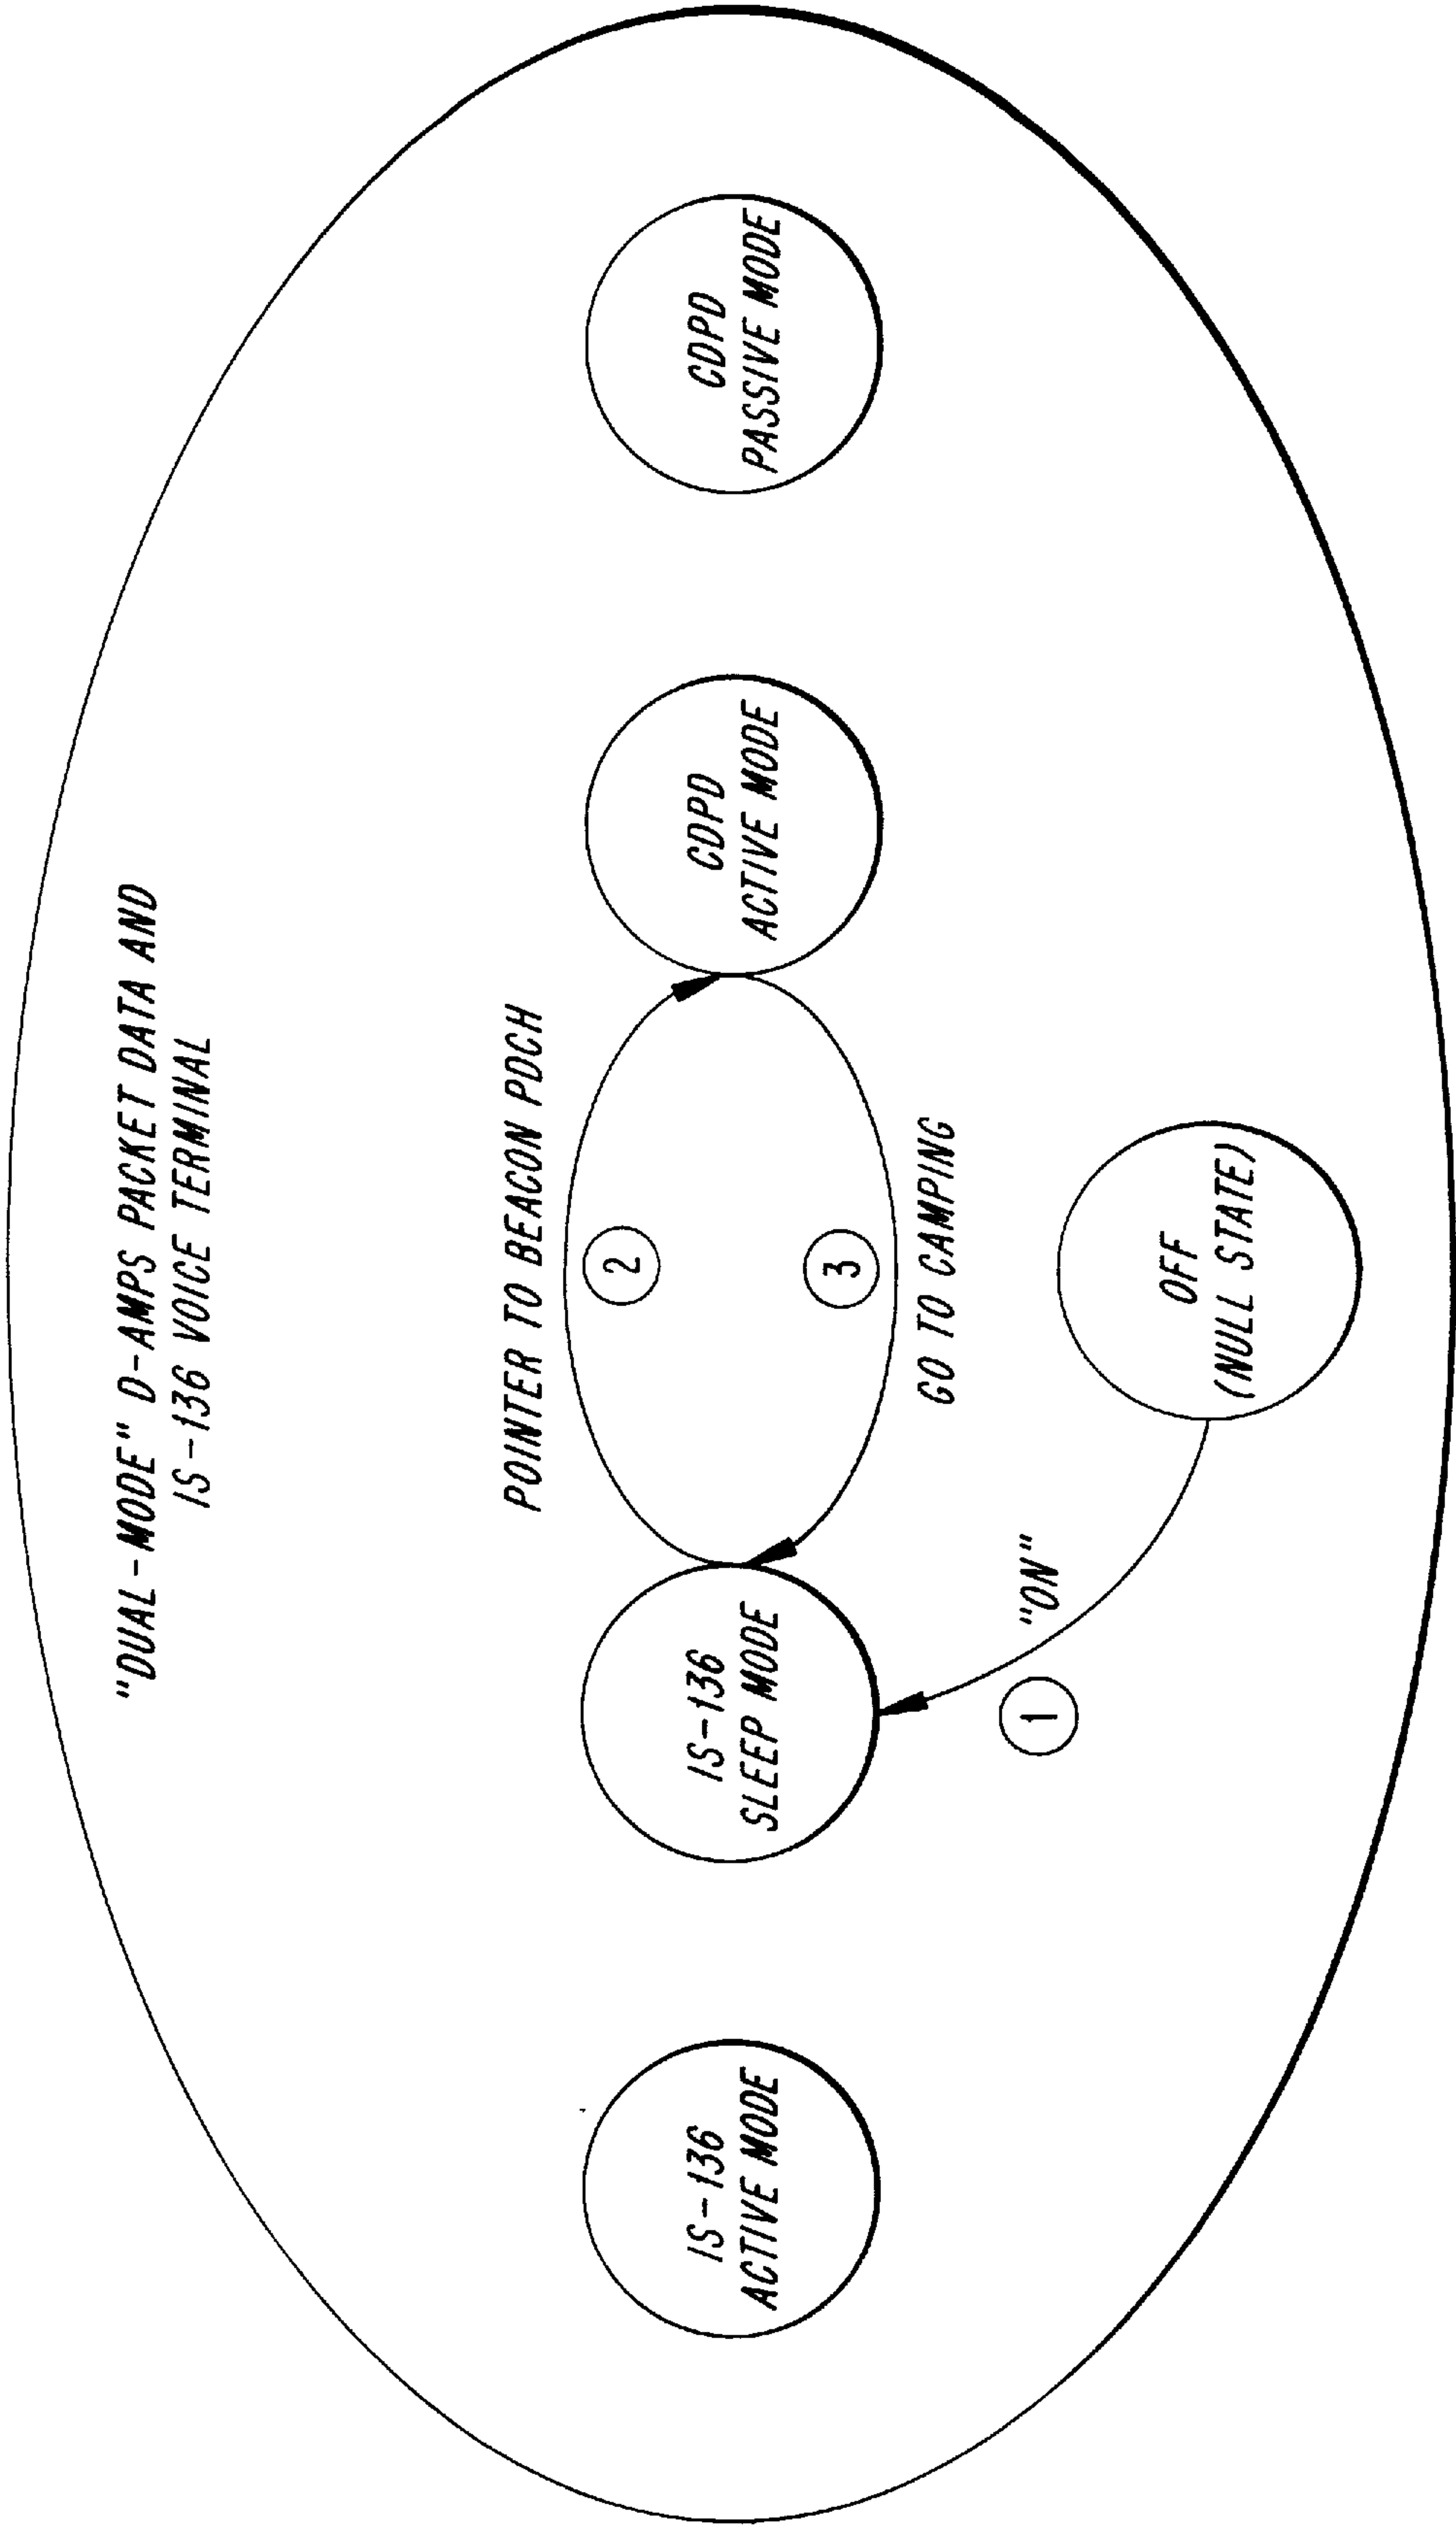 "DUAL-MODE" D-AMPS PACKET DATA AND
IS-136 VOICE TERMINAL
POINTER TO BEACON PDCH
2
IS-136
ACTIVE MODE
IS-136
SLEEP MODE
CDPD
ACTIVE MODE
CDPD
PASSIVE MODE
3
GO TO CAMPING
"ON"
1
OFF
(NULL STATE)